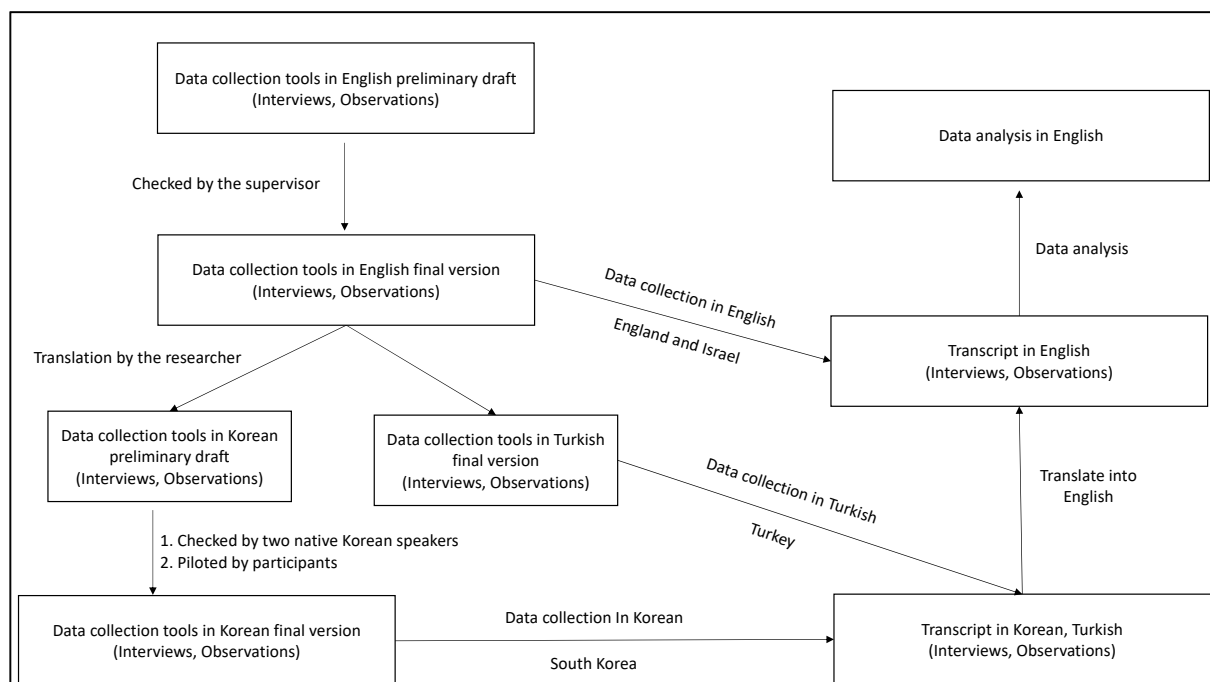 Data collection tools in English preliminary draft
(Interviews, Observations)
Data analysis in English
Checked by the supervisor
Data collection tools in English final version
(Interviews, Observations)
Data collection in English
England and Israel
Data analysis
Translation by the researcher
Transcript in English
(Interviews, Observations)
Data collection tools in Korean
preliminary draft
(Interviews, Observations)
Data collection tools in Turkish
final version
(Interviews, Observations)
Data collection in Turkish
Turkey
Translate into
English
1. Checked by two native Korean speakers
2. Piloted by participants
Data collection tools in Korean final version
(Interviews, Observations)
Data collection In Korean
South Korea
Transcript in Korean, Turkish
(Interviews, Observations)